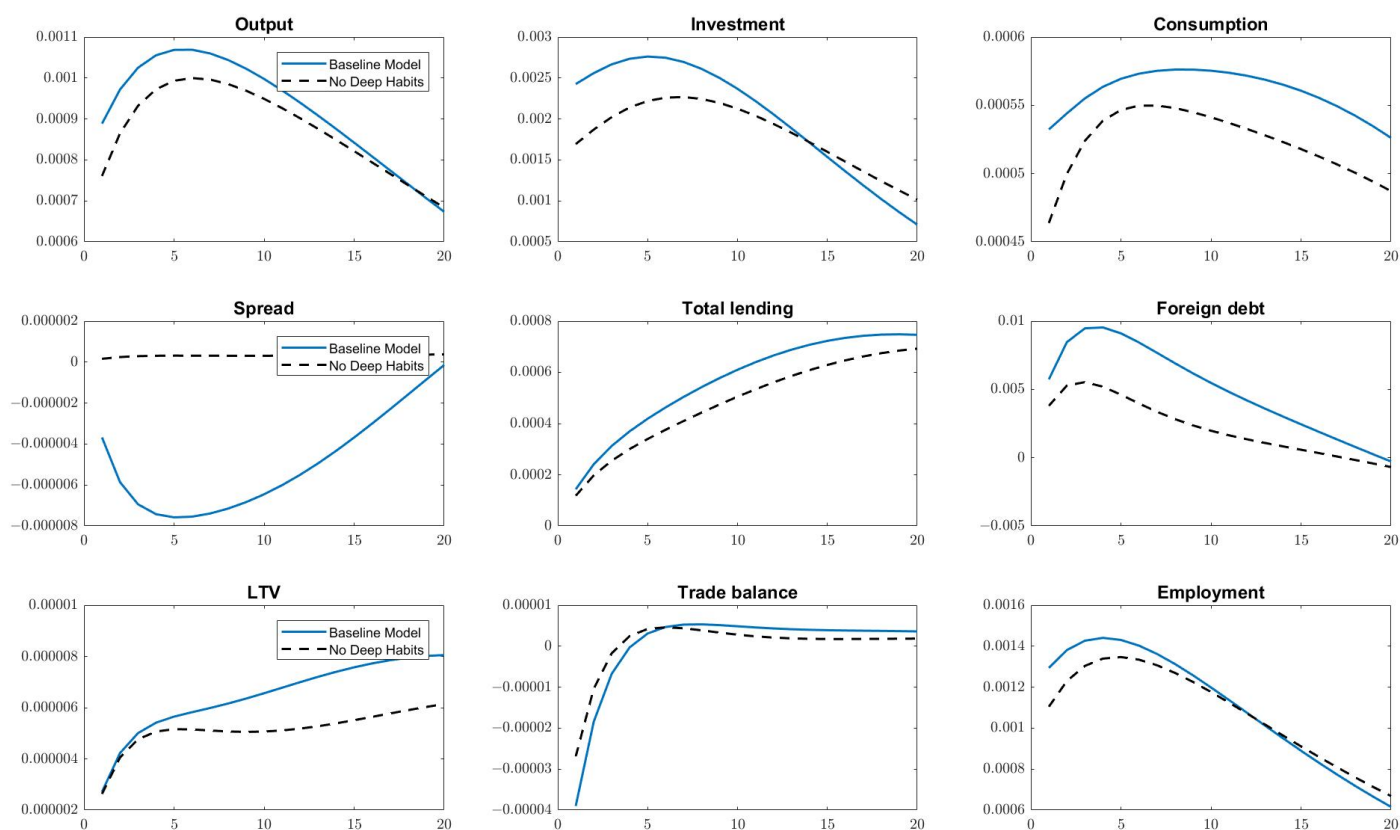 Output
0.0011
0.001
0.0009
0.0008
0.0007
0.0006
0 5 10 15 20
Baseline Model
No Deep Habits
Investment
0.003
0.0025
0.002
0.0015
0.001
0.0005
0 5 10 15 20
Consumption
0.0006
0.00055
0.0005
0.00045
0 5 10 15 20
Spread
0.000002
0
−0.000002
−0.000004
−0.000006
−0.000008
0 5 10 15 20
Baseline Model
No Deep Habits
Total lending
0.0008
0.0006
0.0004
0.0002
0
0 5 10 15 20
Foreign debt
0.01
0.005
0
−0.005
0 5 10 15 20
LTV
0.00001
0.000008
0.000006
0.000004
0.000002
0 5 10 15 20
Baseline Model
No Deep Habits
Trade balance
0.00001
0
−0.00001
−0.00002
−0.00003
−0.00004
0 5 10 15 20
Employment
0.0016
0.0014
0.0012
0.001
0.0008
0.0006
0 5 10 15 20